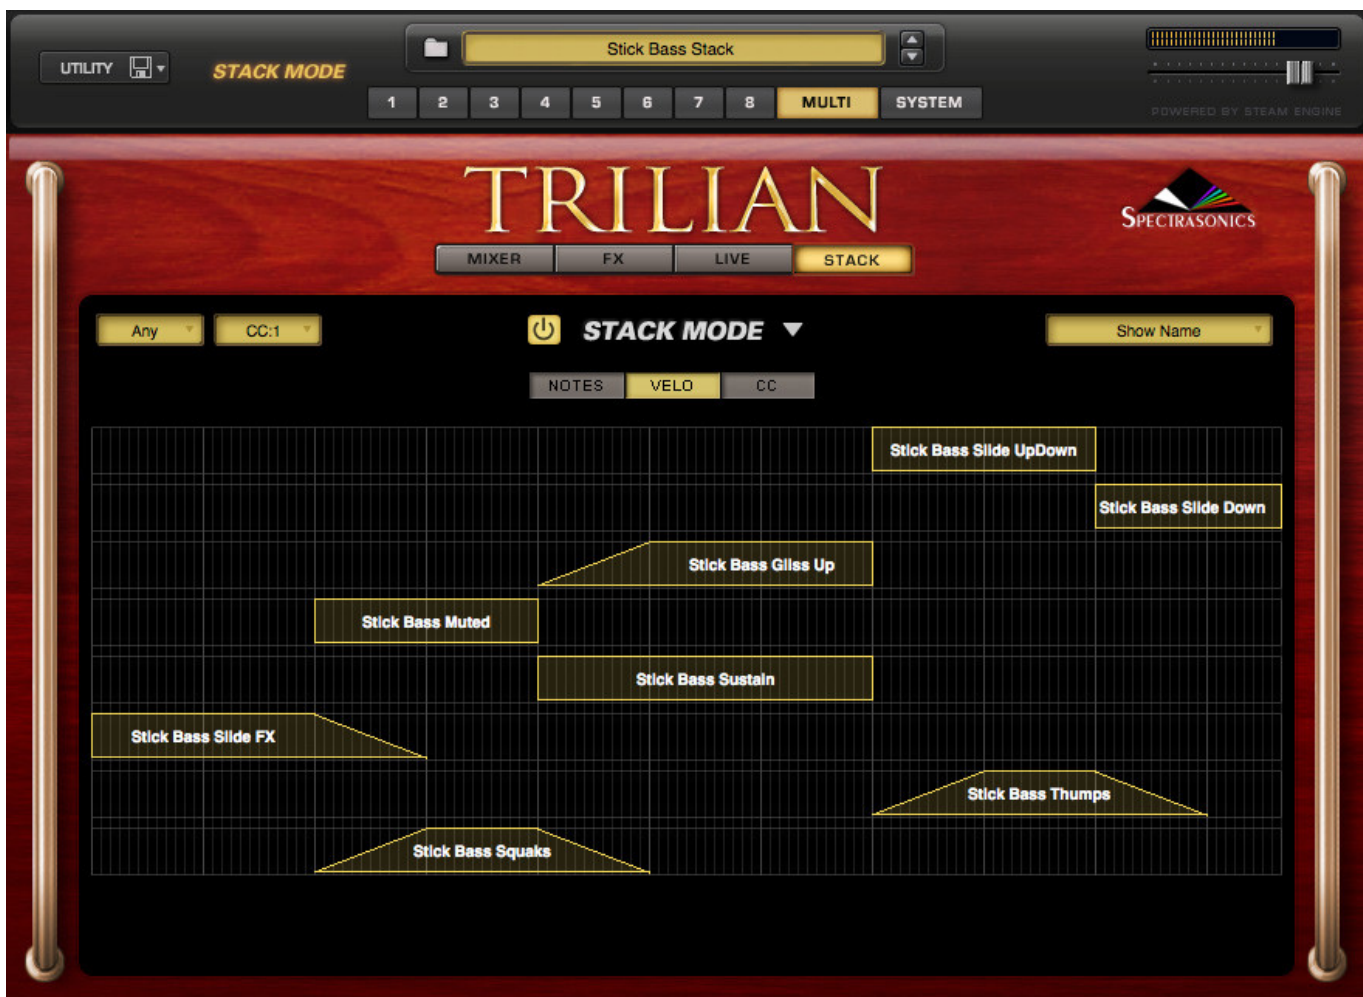 Stick Bass Stack
UTILITY
STACK MODE
1 2 3 4 5 6 7 8 MULTI SYSTEM
POWERED BY STEAM ENGINE
TRILIAN
SPECTRASONICS
MIXER FX LIVE STACK
Any CC:1 STACK MODE Show Name
NOTES VELO CC
Stick Bass Slide UpDown
Stick Bass Slide Down
Stick Bass Gliss Up
Stick Bass Muted
Stick Bass Sustain
Stick Bass Slide FX
Stick Bass Thumps
Stick Bass Squaks